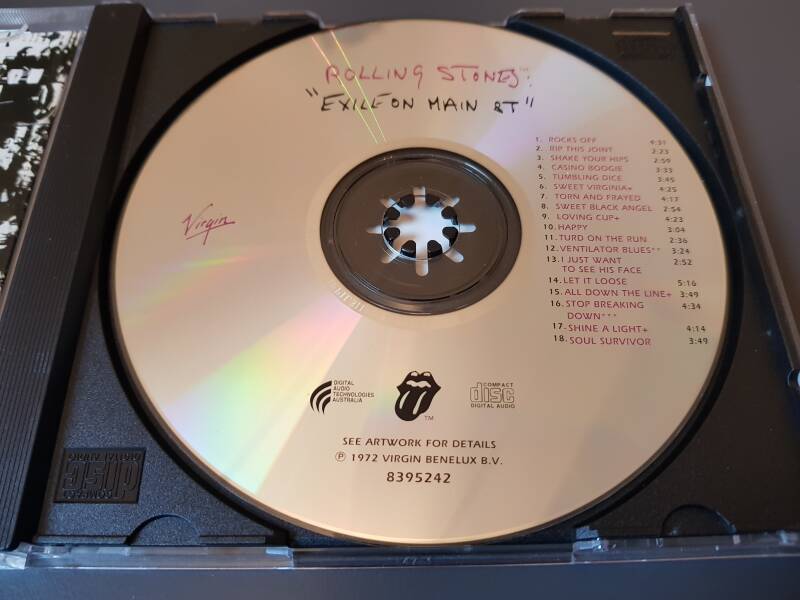 ROLLING STONES:
"EXILE ON MAIN ST"
1. ROCKS OFF 4:31
2. RIP THIS JOINT 2:23
3. SHAKE YOUR HIPS 2:59
4. CASINO BOOGIE 3:33
5. TUMBLING DICE 3:45
6. SWEET VIRGINIA+ 4:25
7. TORN AND FRAYED 4:17
8. SWEET BLACK ANGEL 2:54
9. LOVING CUP+ 4:23
10. HAPPY 3:04
11. TURD ON THE RUN 2:36
12. VENTILATOR BLUES** 3:24
13. I JUST WANT 2:52
TO SEE HIS FACE
14. LET IT LOOSE 5:16
15. ALL DOWN THE LINE+ 3:49
16. STOP BREAKING 4:34
DOWN***
17. SHINE A LIGHT+ 4:14
18. SOUL SURVIVOR 3:49
Virgin
DIGITAL
AUDIO
TECHNOLOGIES
AUSTRALIA
TM
COMPACT
disc
DIGITAL AUDIO
SEE ARTWORK FOR DETAILS
℗ 1972 VIRGIN BENELUX B.V.
8395242
COMPACT
disc
DIGITAL AUDIO